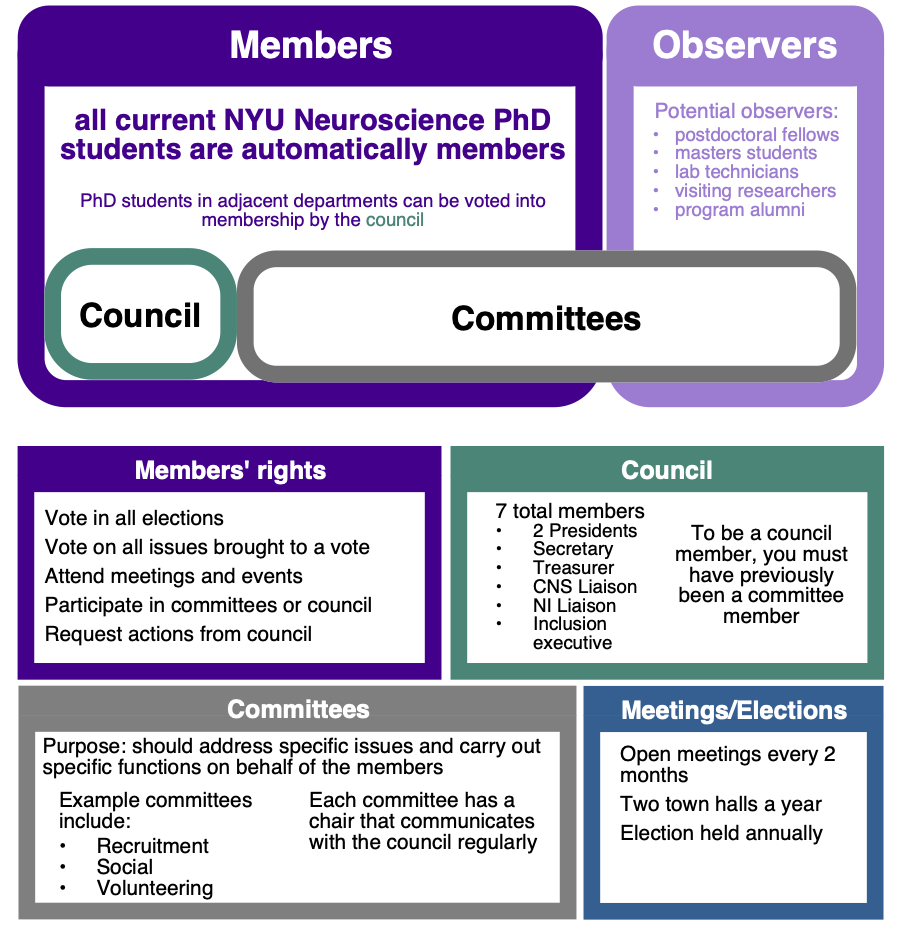 Members
all current NYU Neuroscience PhD
students are automatically members
PhD students in adjacent departments can be voted into
membership by the council
Observers
Potential observers:
• postdoctoral fellows
• masters students
• lab technicians
• visiting researchers
• program alumni
Council
Committees
Members' rights
Vote in all elections
Vote on all issues brought to a vote
Attend meetings and events
Participate in committees or council
Request actions from council
Council
7 total members
• 2 Presidents
• Secretary
• Treasurer
• CNS Liaison
• NI Liaison
• Inclusion
executive
To be a council
member, you must
have previously
been a committee
member
Committees
Purpose: should address specific issues and carry out
specific functions on behalf of the members
Example committees
include:
• Recruitment
• Social
• Volunteering
Each committee has a
chair that communicates
with the council regularly
Meetings/Elections
Open meetings every 2
months
Two town halls a year
Election held annually